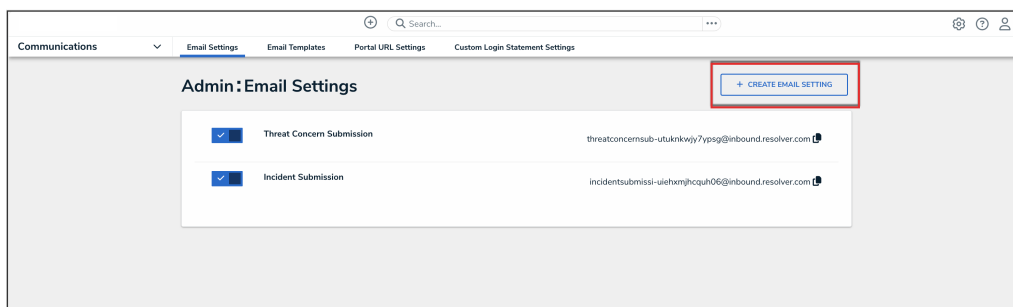 Search...
Communications
Email Settings
Email Templates
Portal URL Settings
Custom Login Statement Settings
Admin:Email Settings
+ CREATE EMAIL SETTING
Threat Concern Submission
threatconcernsub-utuknkwjy7ypsg@inbound.resolver.com
Incident Submission
incidentsubmissi-uiehxmjhcquh06@inbound.resolver.com